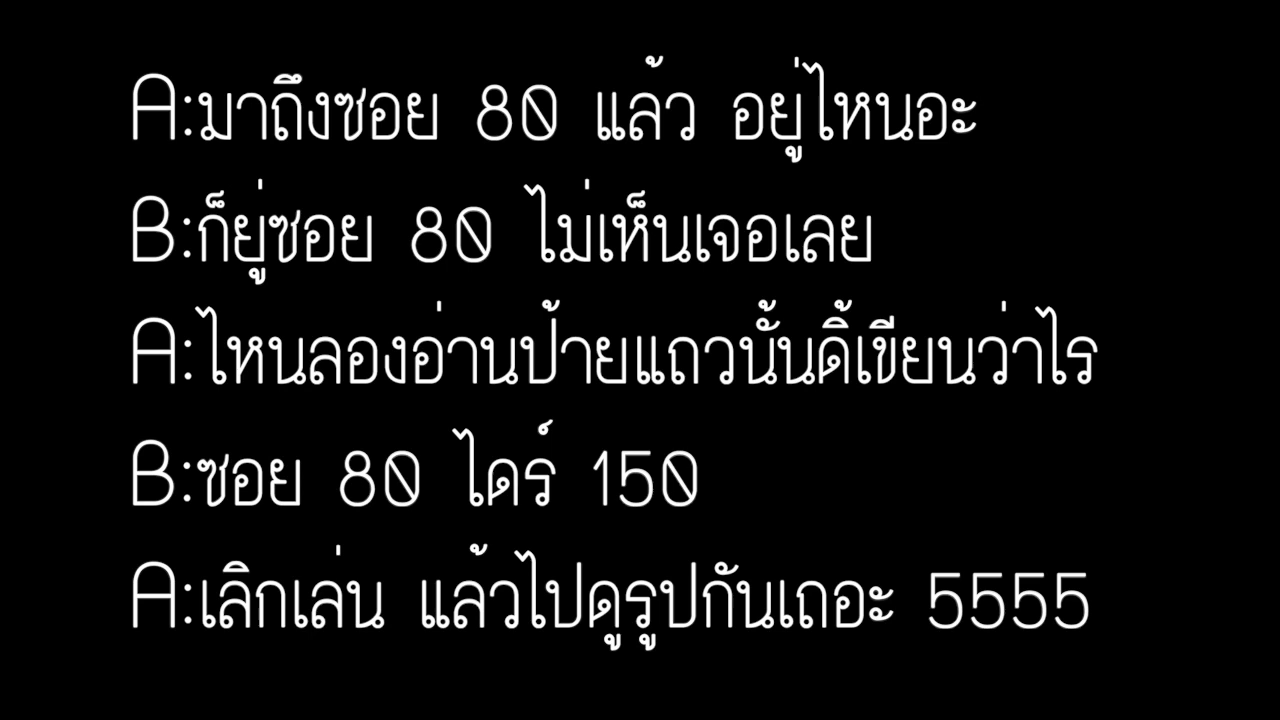 A:มาถึงซอย 80 แล้ว อยู่ไหนอะ
B:ก็ยู่ซอย 80 ไม่เห็นเจอเลย
A:ไหนลองอ่านป้ายแถวนั้นดิ้เขียนว่าไร
B:ซอย 80 ไดร์ 150
A:เลิกเล่น แล้วไปดูรูปกันเถอะ 5555